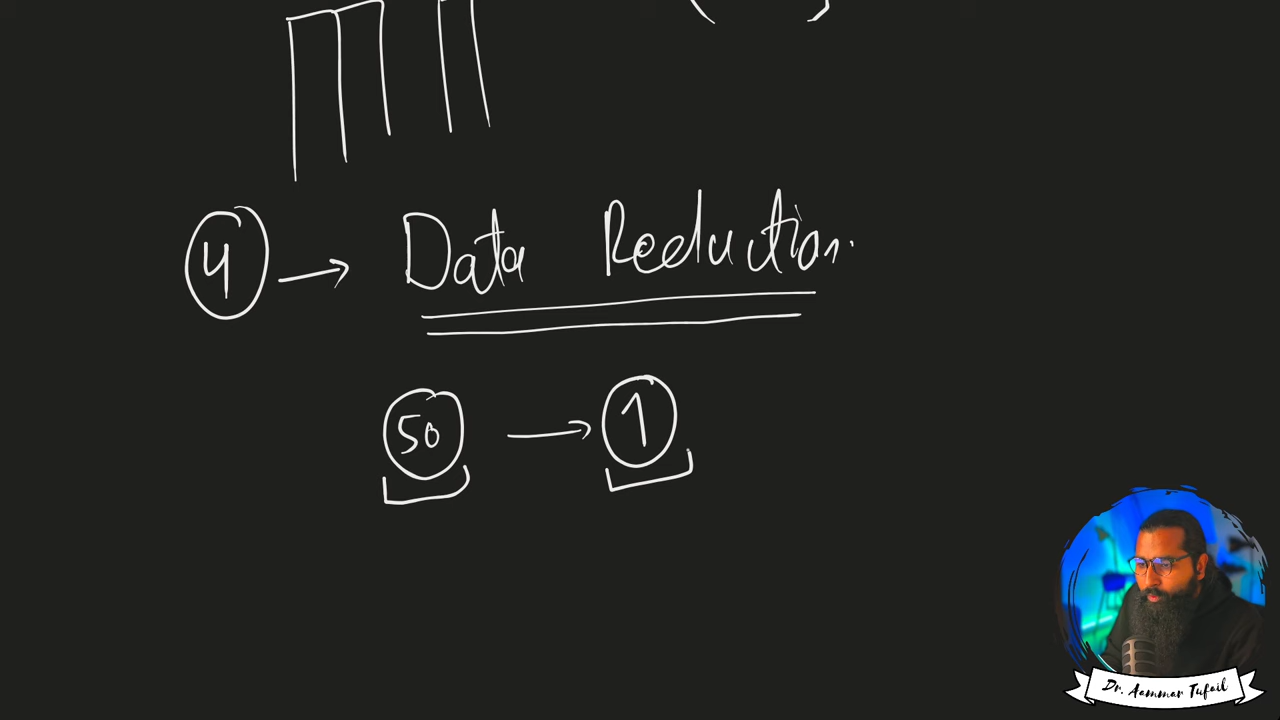 4 → Data Reduction.
50 → 1
Dr. Aammar Tufail